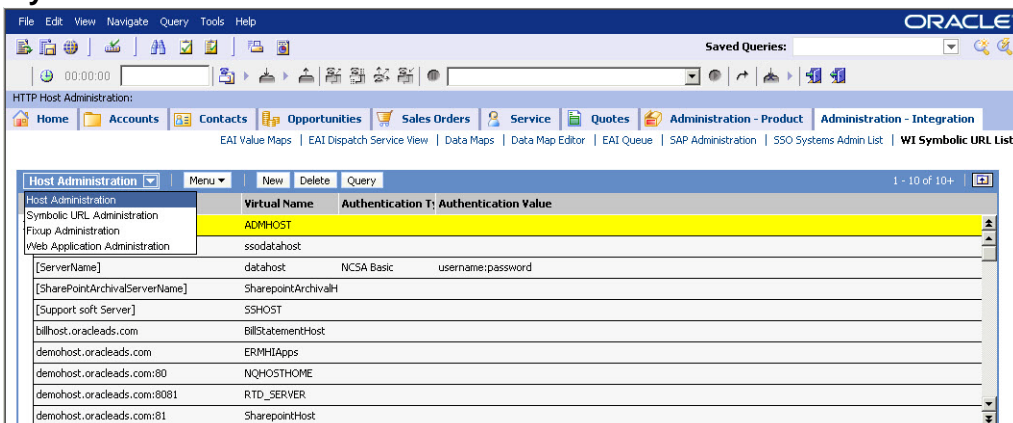 File Edit View Navigate Query Tools Help ORACLE
Saved Queries:
00:00:00
HTTP Host Administration:
Home Accounts Contacts Opportunities Sales Orders Service Quotes Administration - Product Administration - Integration
EAI Value Maps | EAI Dispatch Service View | Data Maps | Data Map Editor | EAI Queue | SAP Administration | SSO Systems Admin List | WI Symbolic URL List
Host Administration Menu New Delete Query 1 - 10 of 10+
Host Administration
Symbolic URL Administration
Fixup Administration
Web Application Administration
Virtual Name Authentication Ty Authentication Value
ADMHOST
ssodatahost
[ServerName] datahost NCSA Basic username:password
[SharePointArchivalServerName] SharepointArchivalH
[Support soft Server] SSHOST
billhost.oracleads.com BillStatementHost
demohost.oracleads.com ERMHIApps
demohost.oracleads.com:80 NQHOSTHOME
demohost.oracleads.com:8081 RTD_SERVER
demohost.oracleads.com:81 SharepointHost